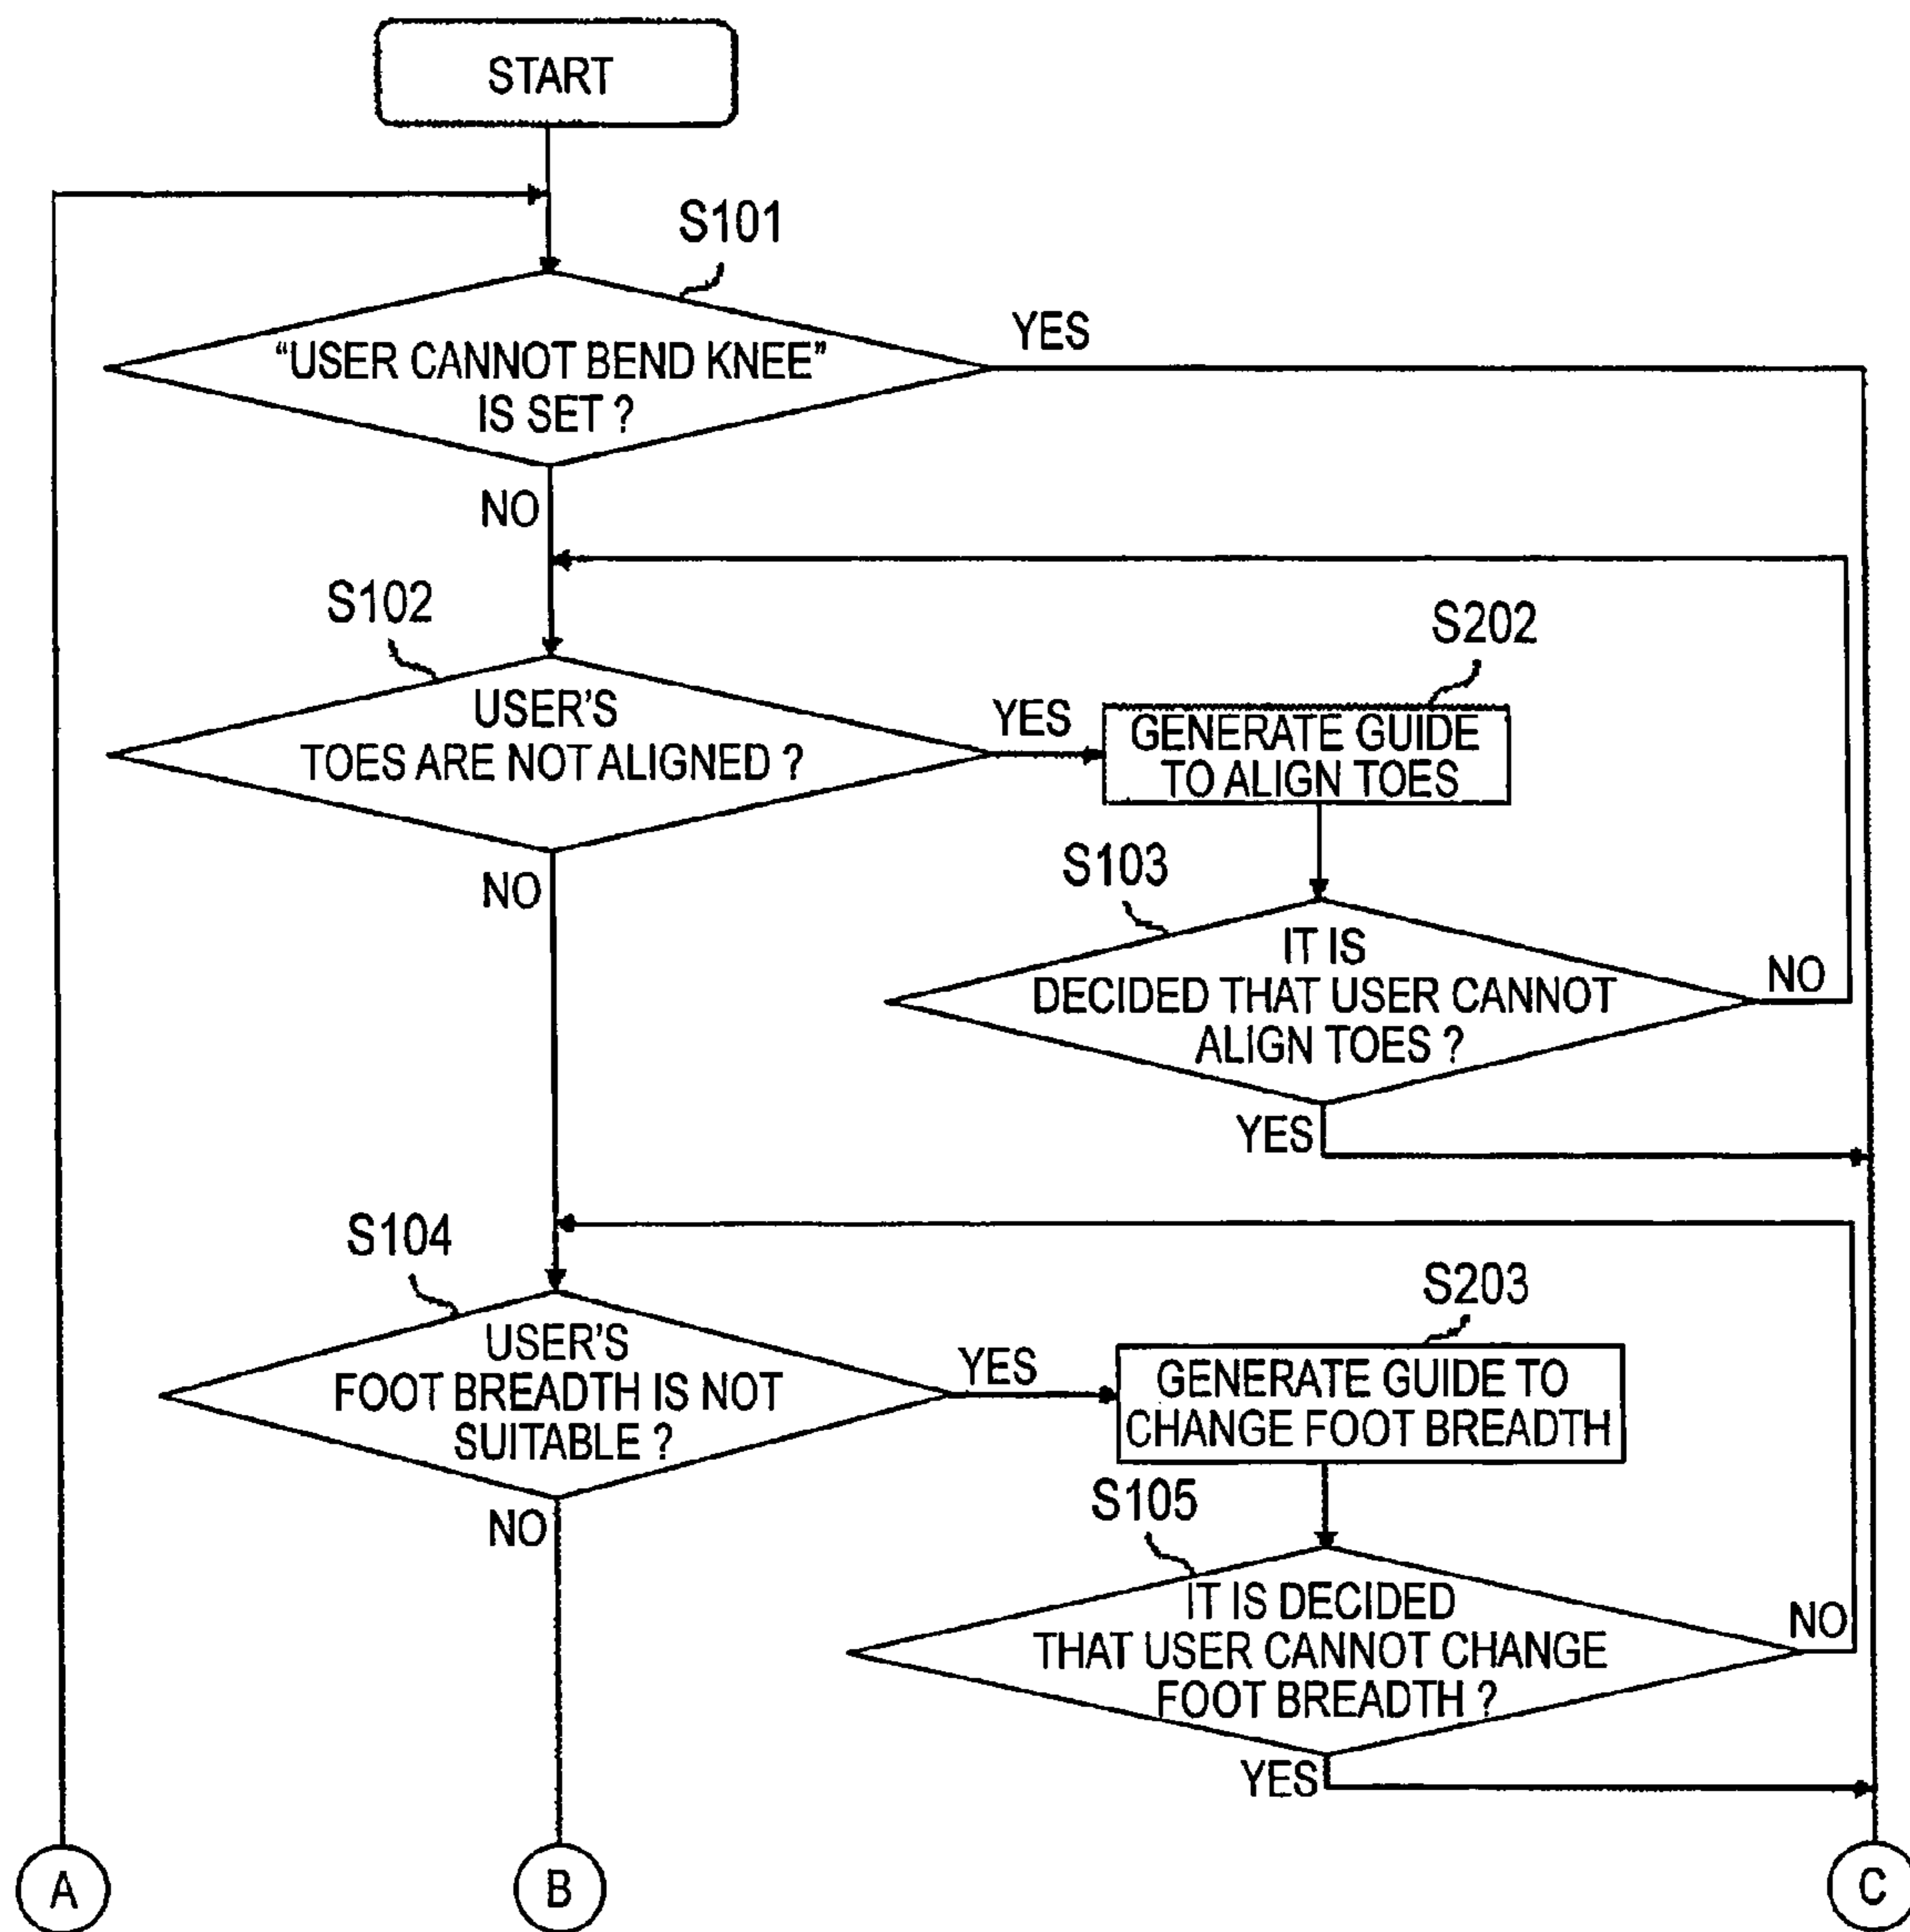 START
S101
"USER CANNOT BEND KNEE"
IS SET ?
YES
NO
S102
USER'S
TOES ARE NOT ALIGNED ?
YES
NO
S202
GENERATE GUIDE
TO ALIGN TOES
S103
IT IS
DECIDED THAT USER CANNOT
ALIGN TOES ?
NO
YES
S104
USER'S
FOOT BREADTH IS NOT
SUITABLE ?
YES
NO
S203
GENERATE GUIDE TO
CHANGE FOOT BREADTH
S105
IT IS DECIDED
THAT USER CANNOT CHANGE
FOOT BREADTH ?
NO
YES
A
B
C